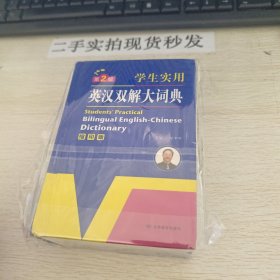 二手实拍现货秒发
第2版
学生实用
英汉双解大词典
Students' Practical
Bilingual English-Chinese
Dictionary